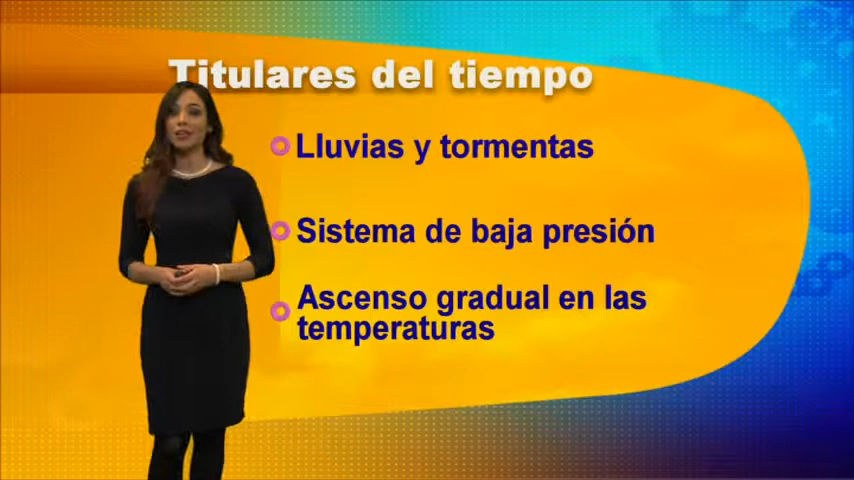 Titulares del tiempo
Lluvias y tormentas
Sistema de baja presión
Ascenso gradual en las
temperaturas